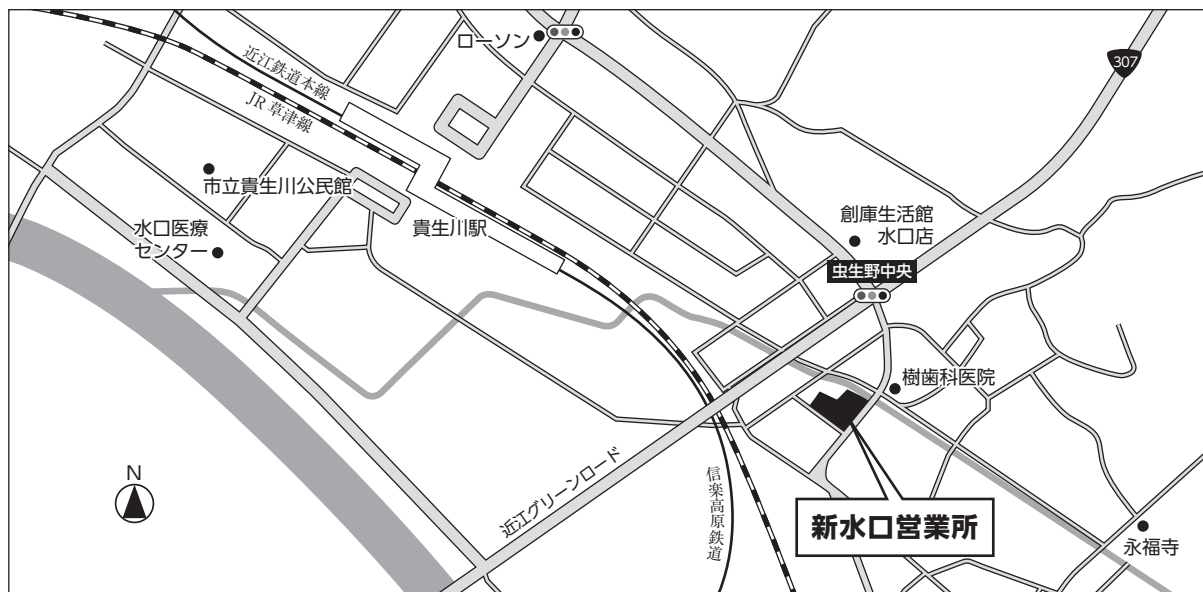 ローソン
307
近江鉄道本線
JR草津線
市立貴生川公民館
水口医療
センター
貴生川駅
創庫生活館
水口店
虫生野中央
樹歯科医院
N
近江グリーンロード
信楽高原鉄道
新水口営業所
永福寺